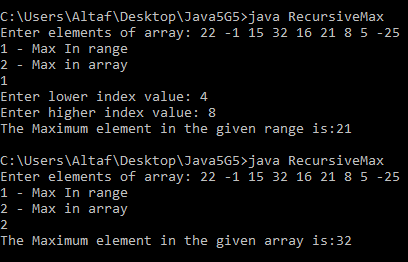 C:\Users\Altaf\Desktop\Java5G5>java RecursiveMax
Enter elements of array: 22 -1 15 32 16 21 8 5 -25
1 - Max In range
2 - Max in array
1
Enter lower index value: 4
Enter higher index value: 8
The Maximum element in the given range is:21
C:\Users\Altaf\Desktop\Java5G5>java RecursiveMax
Enter elements of array: 22 -1 15 32 16 21 8 5 -25
1 - Max In range
2 - Max in array
2
The Maximum element in the given array is:32